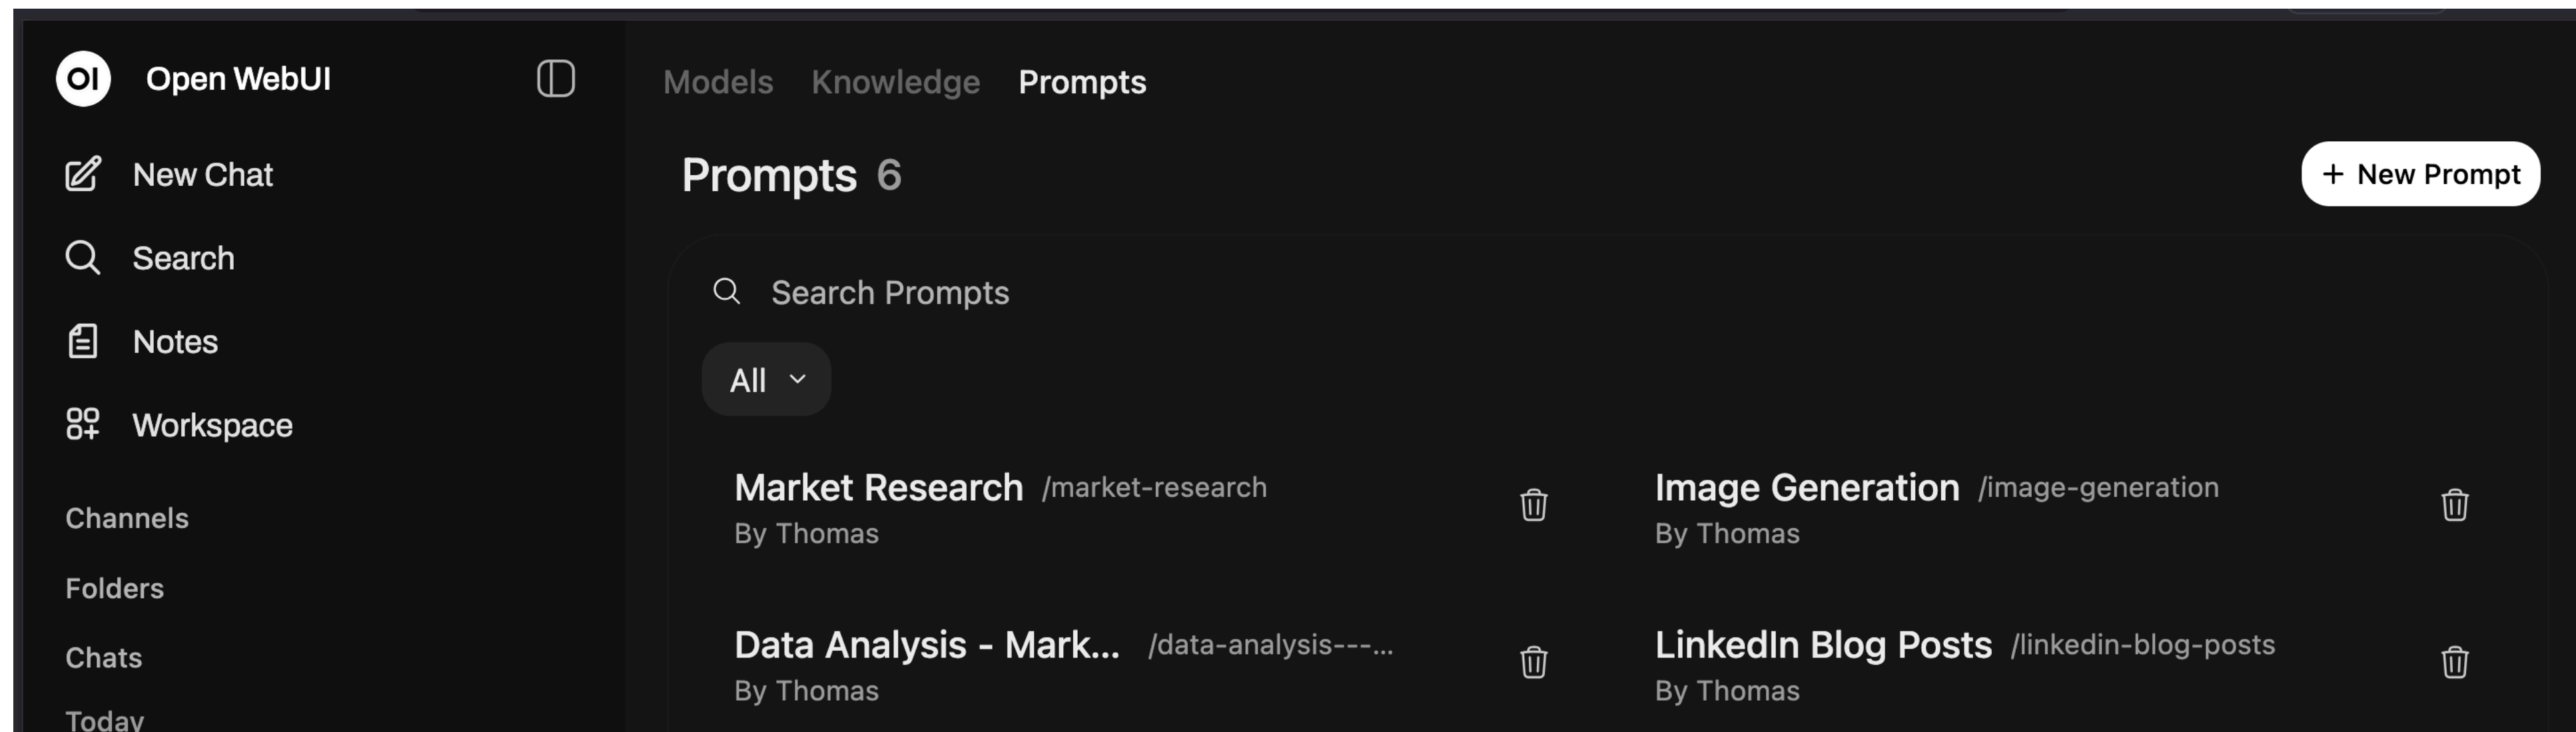 OI Open WebUI
New Chat
Search
Notes
Workspace
Channels
Folders
Chats
Today
Models Knowledge Prompts
Prompts 6
+ New Prompt
Search Prompts
All
Market Research /market-research
By Thomas
Image Generation /image-generation
By Thomas
Data Analysis - Mark... /data-analysis---...
By Thomas
LinkedIn Blog Posts /linkedin-blog-posts
By Thomas